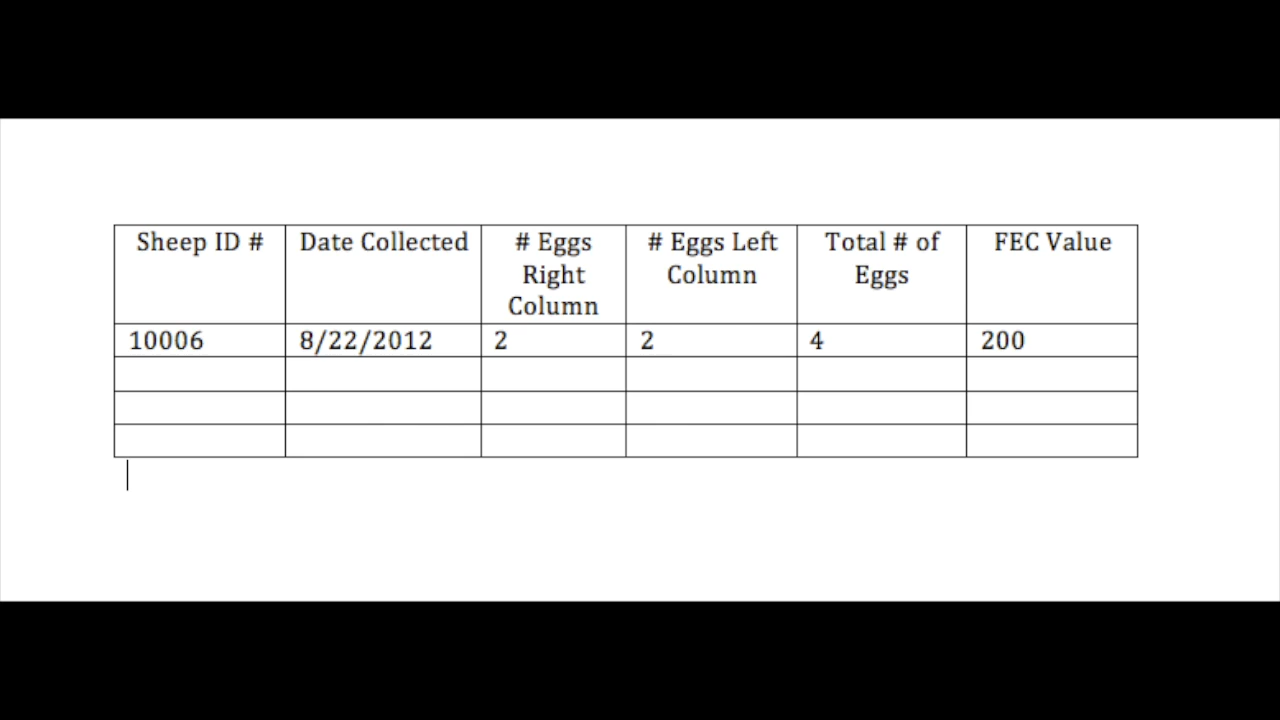 Sheep ID # Date Collected # Eggs Right Column # Eggs Left Column Total # of Eggs FEC Value
10006 8/22/2012 2 2 4 200